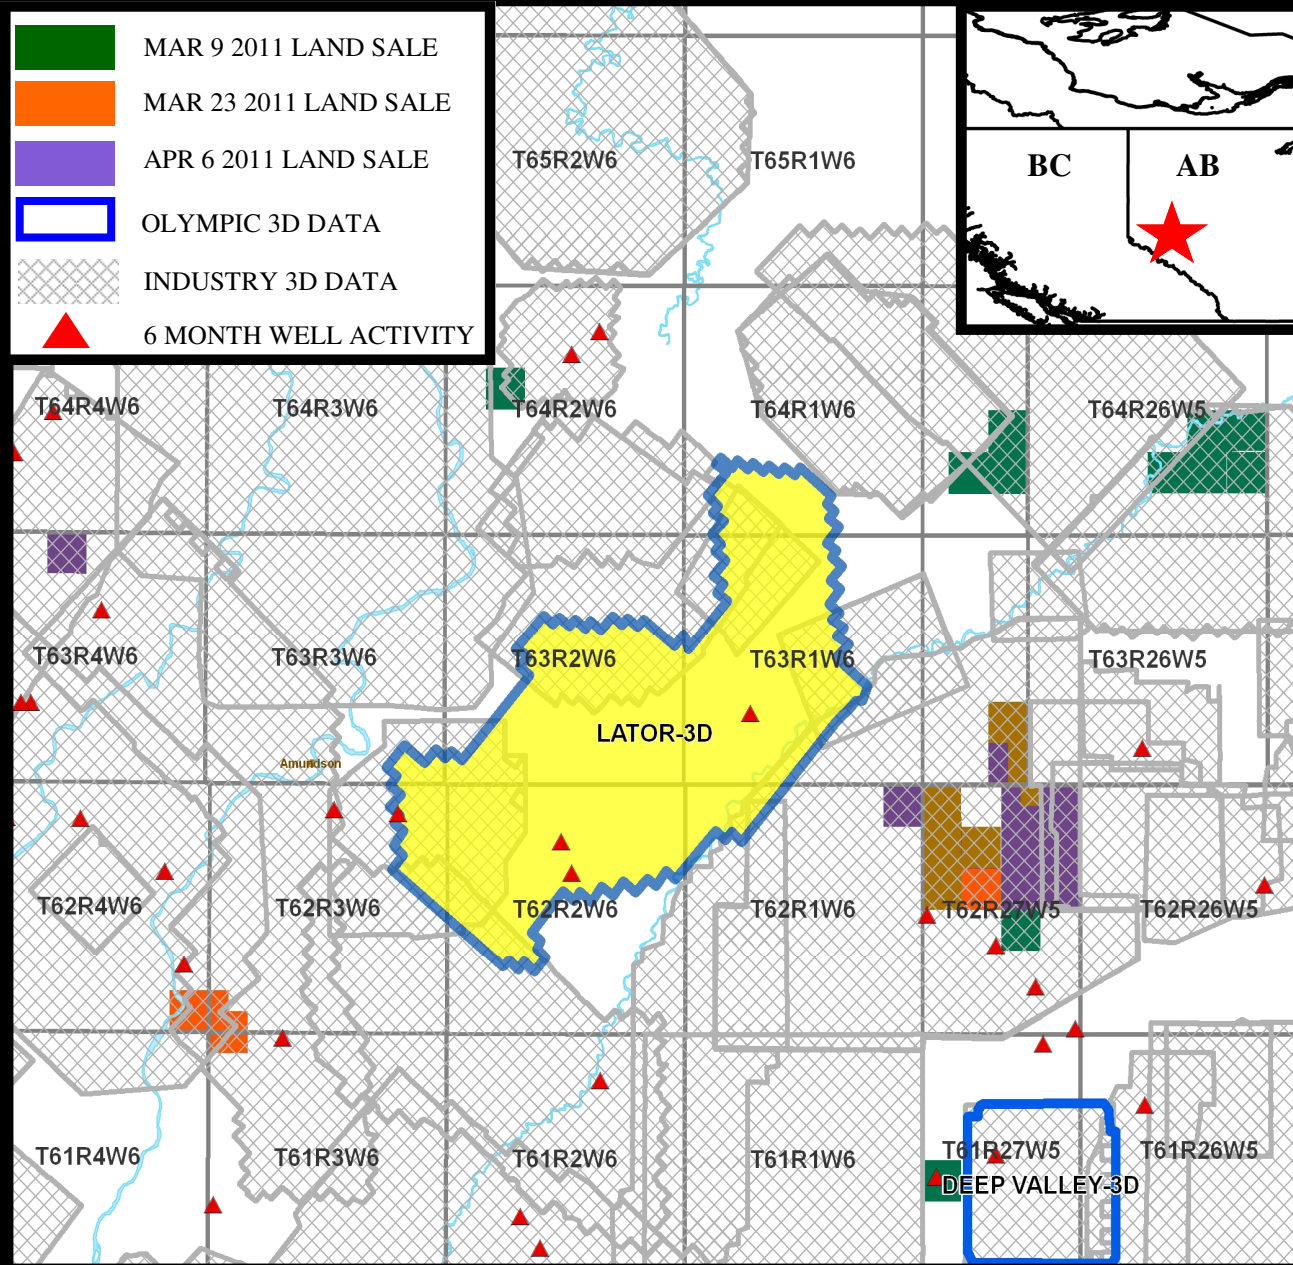 MAR 9 2011 LAND SALE
MAR 23 2011 LAND SALE
APR 6 2011 LAND SALE
OLYMPIC 3D DATA
INDUSTRY 3D DATA
6 MONTH WELL ACTIVITY
BC AB
T65R2W6 T65R1W6
T64R4W6 T64R3W6 T64R2W6 T64R1W6 T64R26W5
T63R4W6 T63R3W6 T63R2W6 T63R1W6 T63R26W5
LATOR-3D
Amundson
T62R4W6 T62R3W6 T62R2W6 T62R1W6 T62R27W5 T62R26W5
T61R4W6 T61R3W6 T61R2W6 T61R1W6 T61R27W5 T61R26W5
DEEP VALLEY-3D